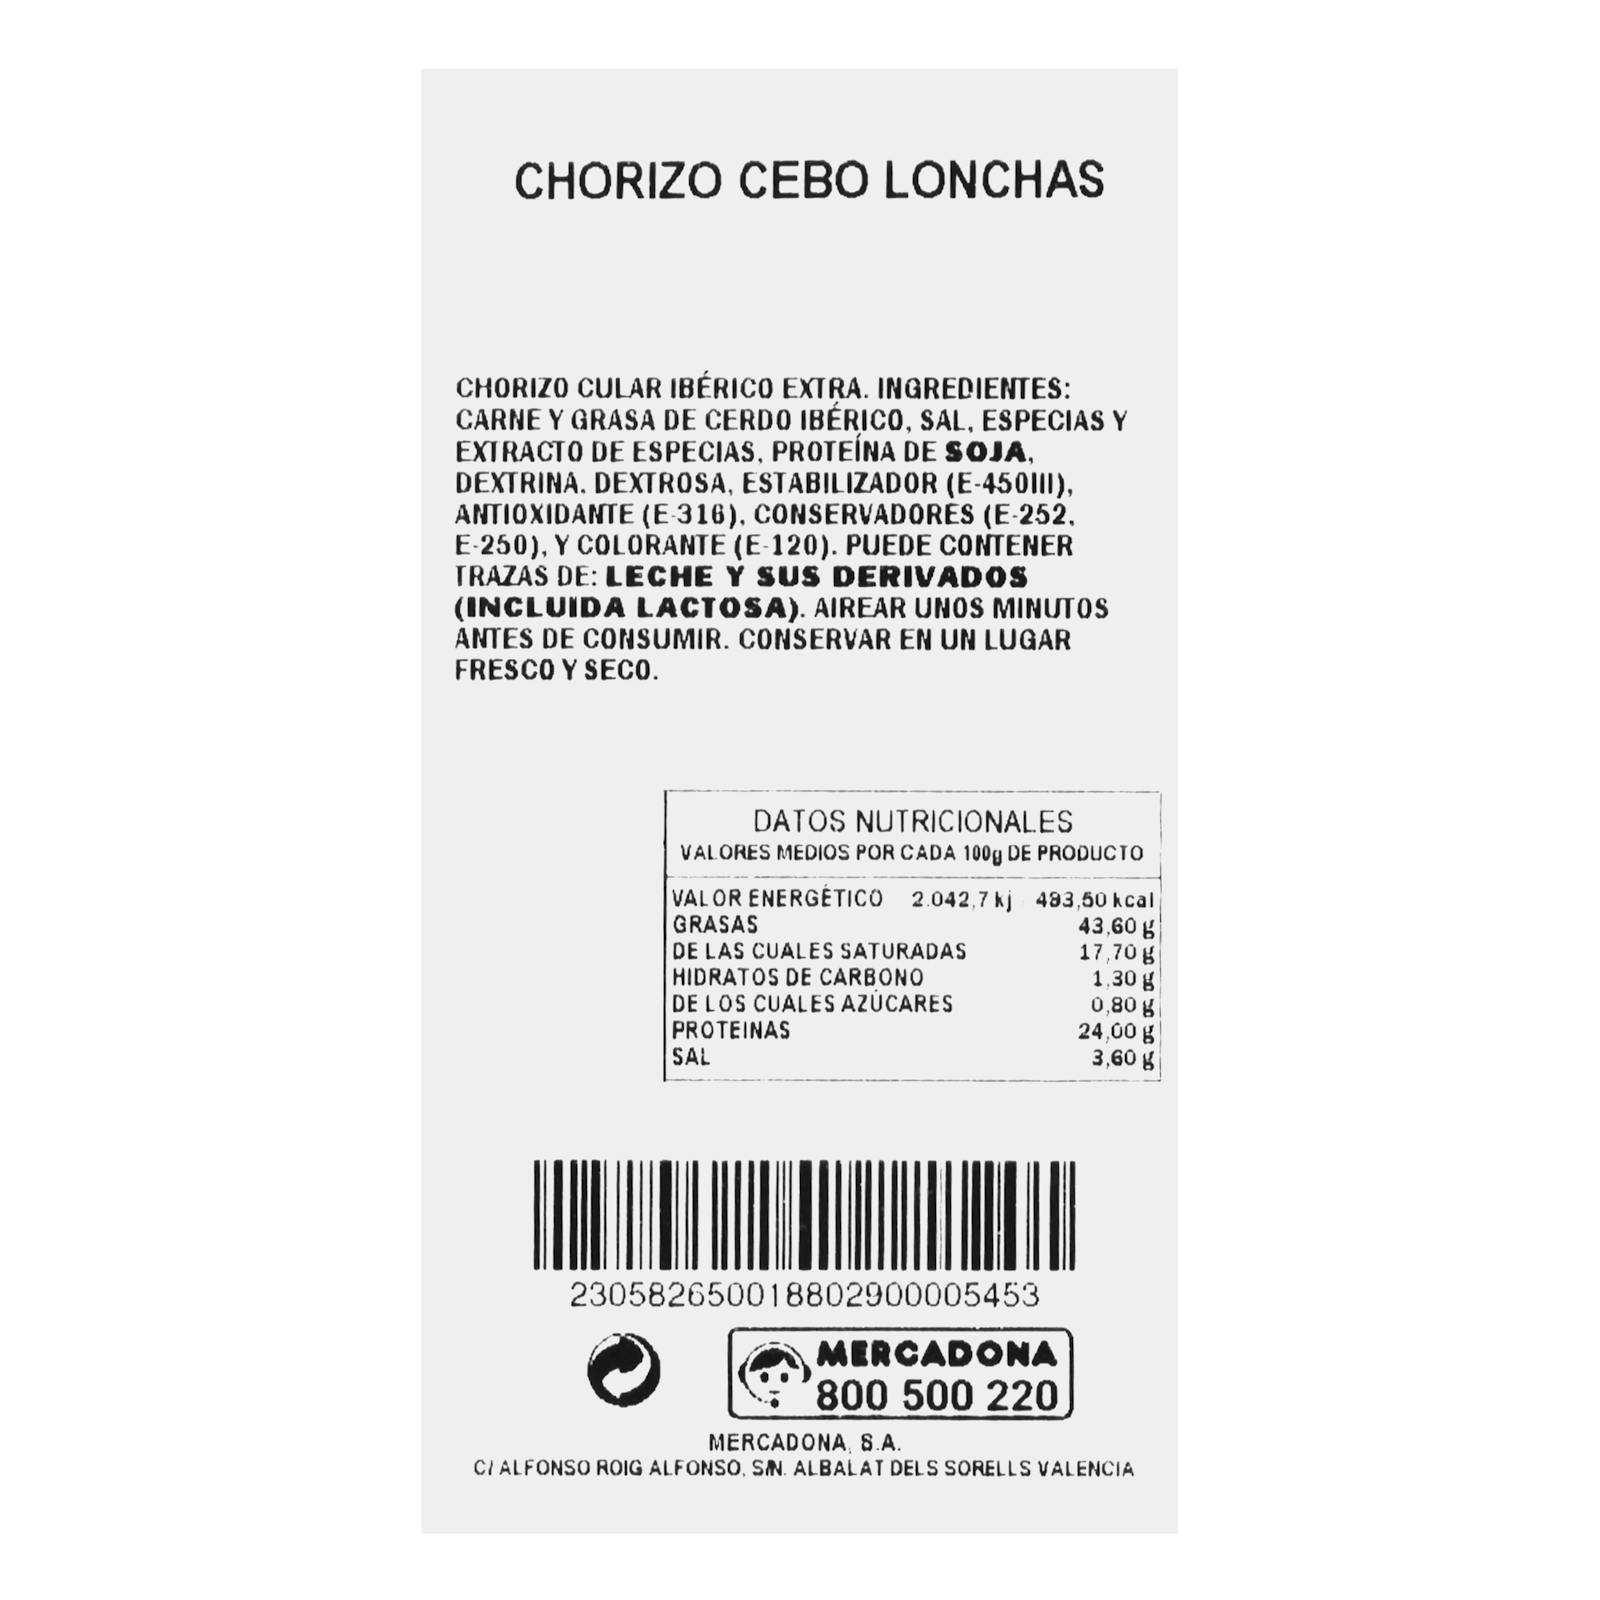 CHORIZO CEBO LONCHAS
CHORIZO CULAR IBÉRICO EXTRA. INGREDIENTES:
CARNE Y GRASA DE CERDO IBÉRICO, SAL, ESPECIAS Y
EXTRACTO DE ESPECIAS, PROTEÍNA DE SOJA,
DEXTRINA, DEXTROSA, ESTABILIZADOR (E-450III),
ANTIOXIDANTE (E-316), CONSERVADORES (E-252,
E-250), Y COLORANTE (E-120). PUEDE CONTENER
TRAZAS DE: LECHE Y SUS DERIVADOS
(INCLUIDA LACTOSA). AIREAR UNOS MINUTOS
ANTES DE CONSUMIR. CONSERVAR EN UN LUGAR
FRESCO Y SECO.
DATOS NUTRICIONALES
VALORES MEDIOS POR CADA 100g DE PRODUCTO
VALOR ENERGÉTICO 2.042,7 kj 493,50 kcal
GRASAS 43,60 g
DE LAS CUALES SATURADAS 17,70 g
HIDRATOS DE CARBONO 1,30 g
DE LOS CUALES AZÚCARES 0,80 g
PROTEINAS 24,00 g
SAL 3,60 g
2305826500188029000054​53
MERCADONA
800 500 220
MERCADONA, S.A.
C/ ALFONSO ROIG ALFONSO, S/N. ALBALAT DELS SORELLS VALENCIA